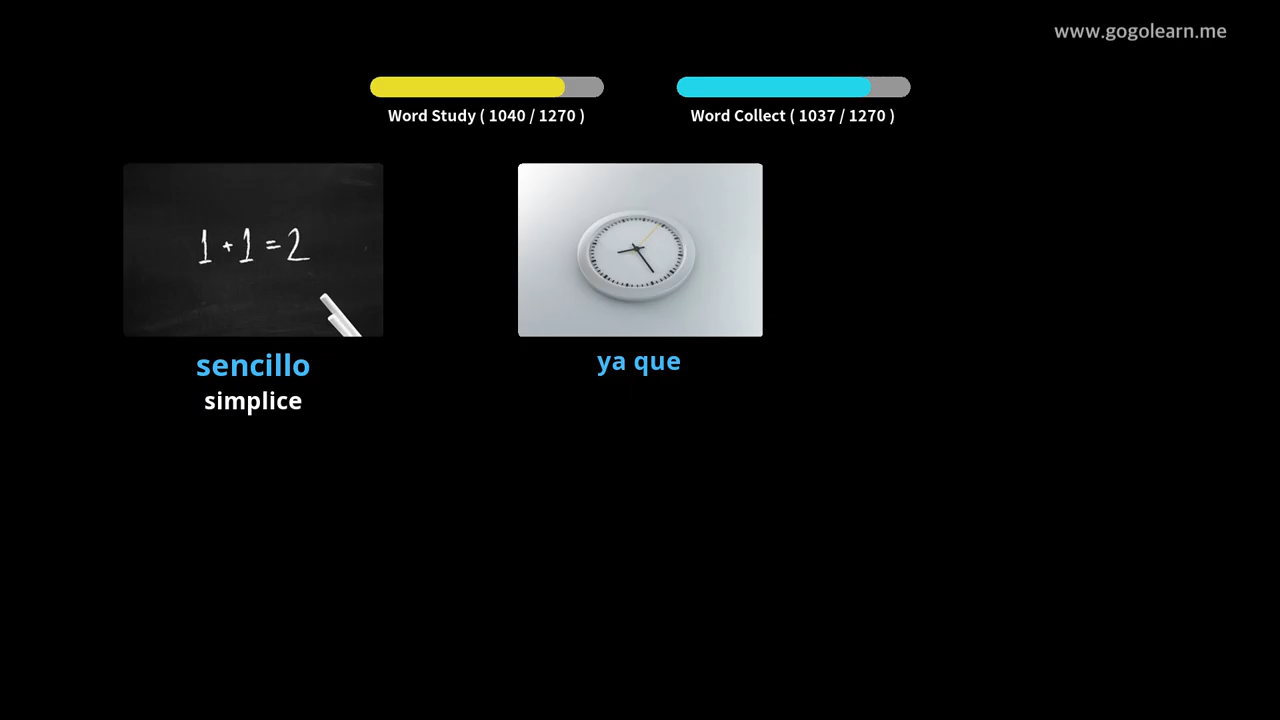 www.gogolearn.me
Word Study ( 1040 / 1270 )
Word Collect ( 1037 / 1270 )
1 + 1 = 2
sencillo
simplice
ya que